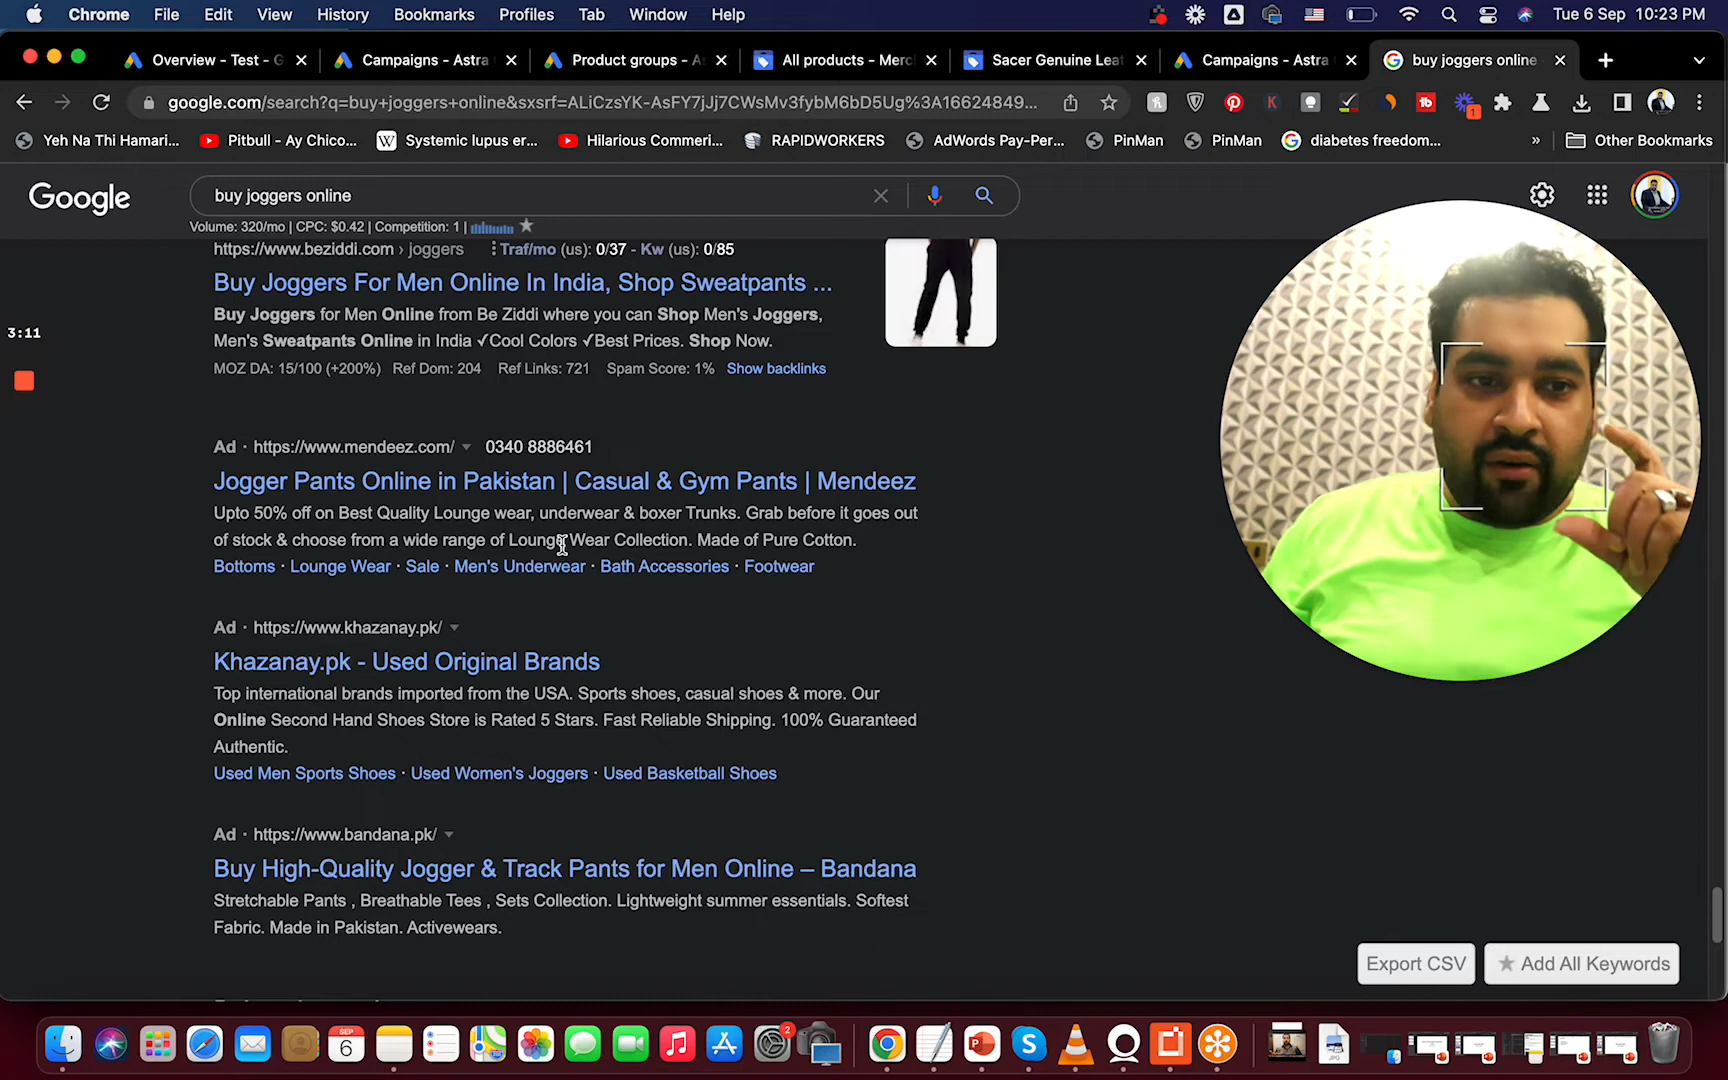 Chrome File Edit View History Bookmarks Profiles Tab Window Help Tue 6 Sep 10:23 PM
Overview - Test - G Campaigns - Astra Product groups - A All products - Merc Sacer Genuine Leat Campaigns - Astra buy joggers online
google.com/search?q=buy+joggers+online&sxsrf=ALiCzsYK-AsFY7jJj7CWsMv3fybM6bD5Ug%3A16624849...
Yeh Na Thi Hamari... Pitbull - Ay Chico... Systemic lupus er... Hilarious Commeri... RAPIDWORKERS AdWords Pay-Per... PinMan PinMan diabetes freedom... » Other Bookmarks
Google buy joggers online
Volume: 320/mo | CPC: $0.42 | Competition: 1 |
https://www.beziddi.com › joggers Traf/mo (us): 0/37 - Kw (us): 0/85
Buy Joggers For Men Online In India, Shop Sweatpants ...
Buy Joggers for Men Online from Be Ziddi where you can Shop Men's Joggers,
Men's Sweatpants Online in India ✓Cool Colors ✓Best Prices. Shop Now.
MOZ DA: 15/100 (+200%) Ref Dom: 204 Ref Links: 721 Spam Score: 1% Show backlinks
3:11
Ad · https://www.mendeez.com/ 0340 8886461
Jogger Pants Online in Pakistan | Casual & Gym Pants | Mendeez
Upto 50% off on Best Quality Lounge wear, underwear & boxer Trunks. Grab before it goes out
of stock & choose from a wide range of Lounge Wear Collection. Made of Pure Cotton.
Bottoms · Lounge Wear · Sale · Men's Underwear · Bath Accessories · Footwear
Ad · https://www.khazanay.pk/
Khazanay.pk - Used Original Brands
Top international brands imported from the USA. Sports shoes, casual shoes & more. Our
Online Second Hand Shoes Store is Rated 5 Stars. Fast Reliable Shipping. 100% Guaranteed
Authentic.
Used Men Sports Shoes · Used Women's Joggers · Used Basketball Shoes
Ad · https://www.bandana.pk/
Buy High-Quality Jogger & Track Pants for Men Online – Bandana
Stretchable Pants , Breathable Tees , Sets Collection. Lightweight summer essentials. Softest
Fabric. Made in Pakistan. Activewears.
Export CSV Add All Keywords
SEP
6
2